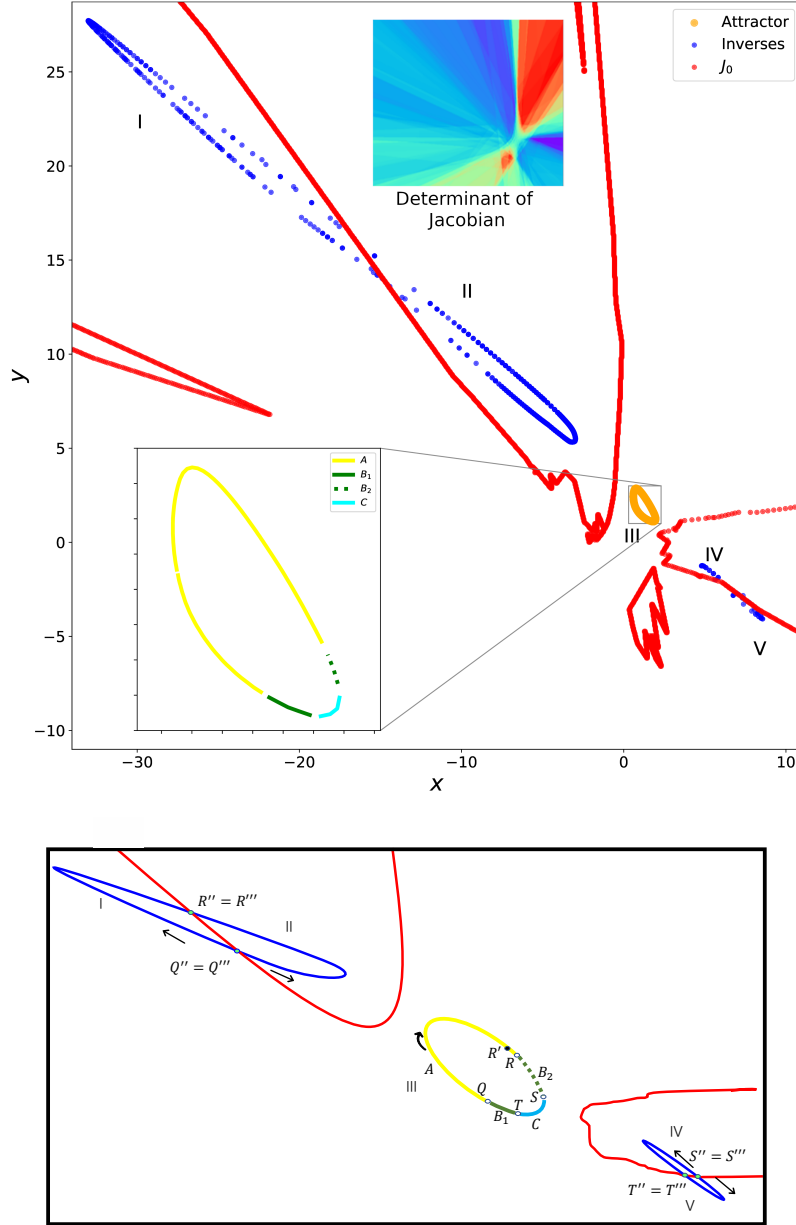 25
20
15
10
5
0
−5
−10
y
−30
−20
−10
0
10
x
Attractor
Inverses
J₀
Determinant of
Jacobian
I
II
III
IV
V
A
B₁
B₂
C
R'' = R'''
I
II
Q'' = Q'''
R'
R
A
III
Q
B₂
S
T
B₁
C
IV
S'' = S'''
T'' = T'''
V